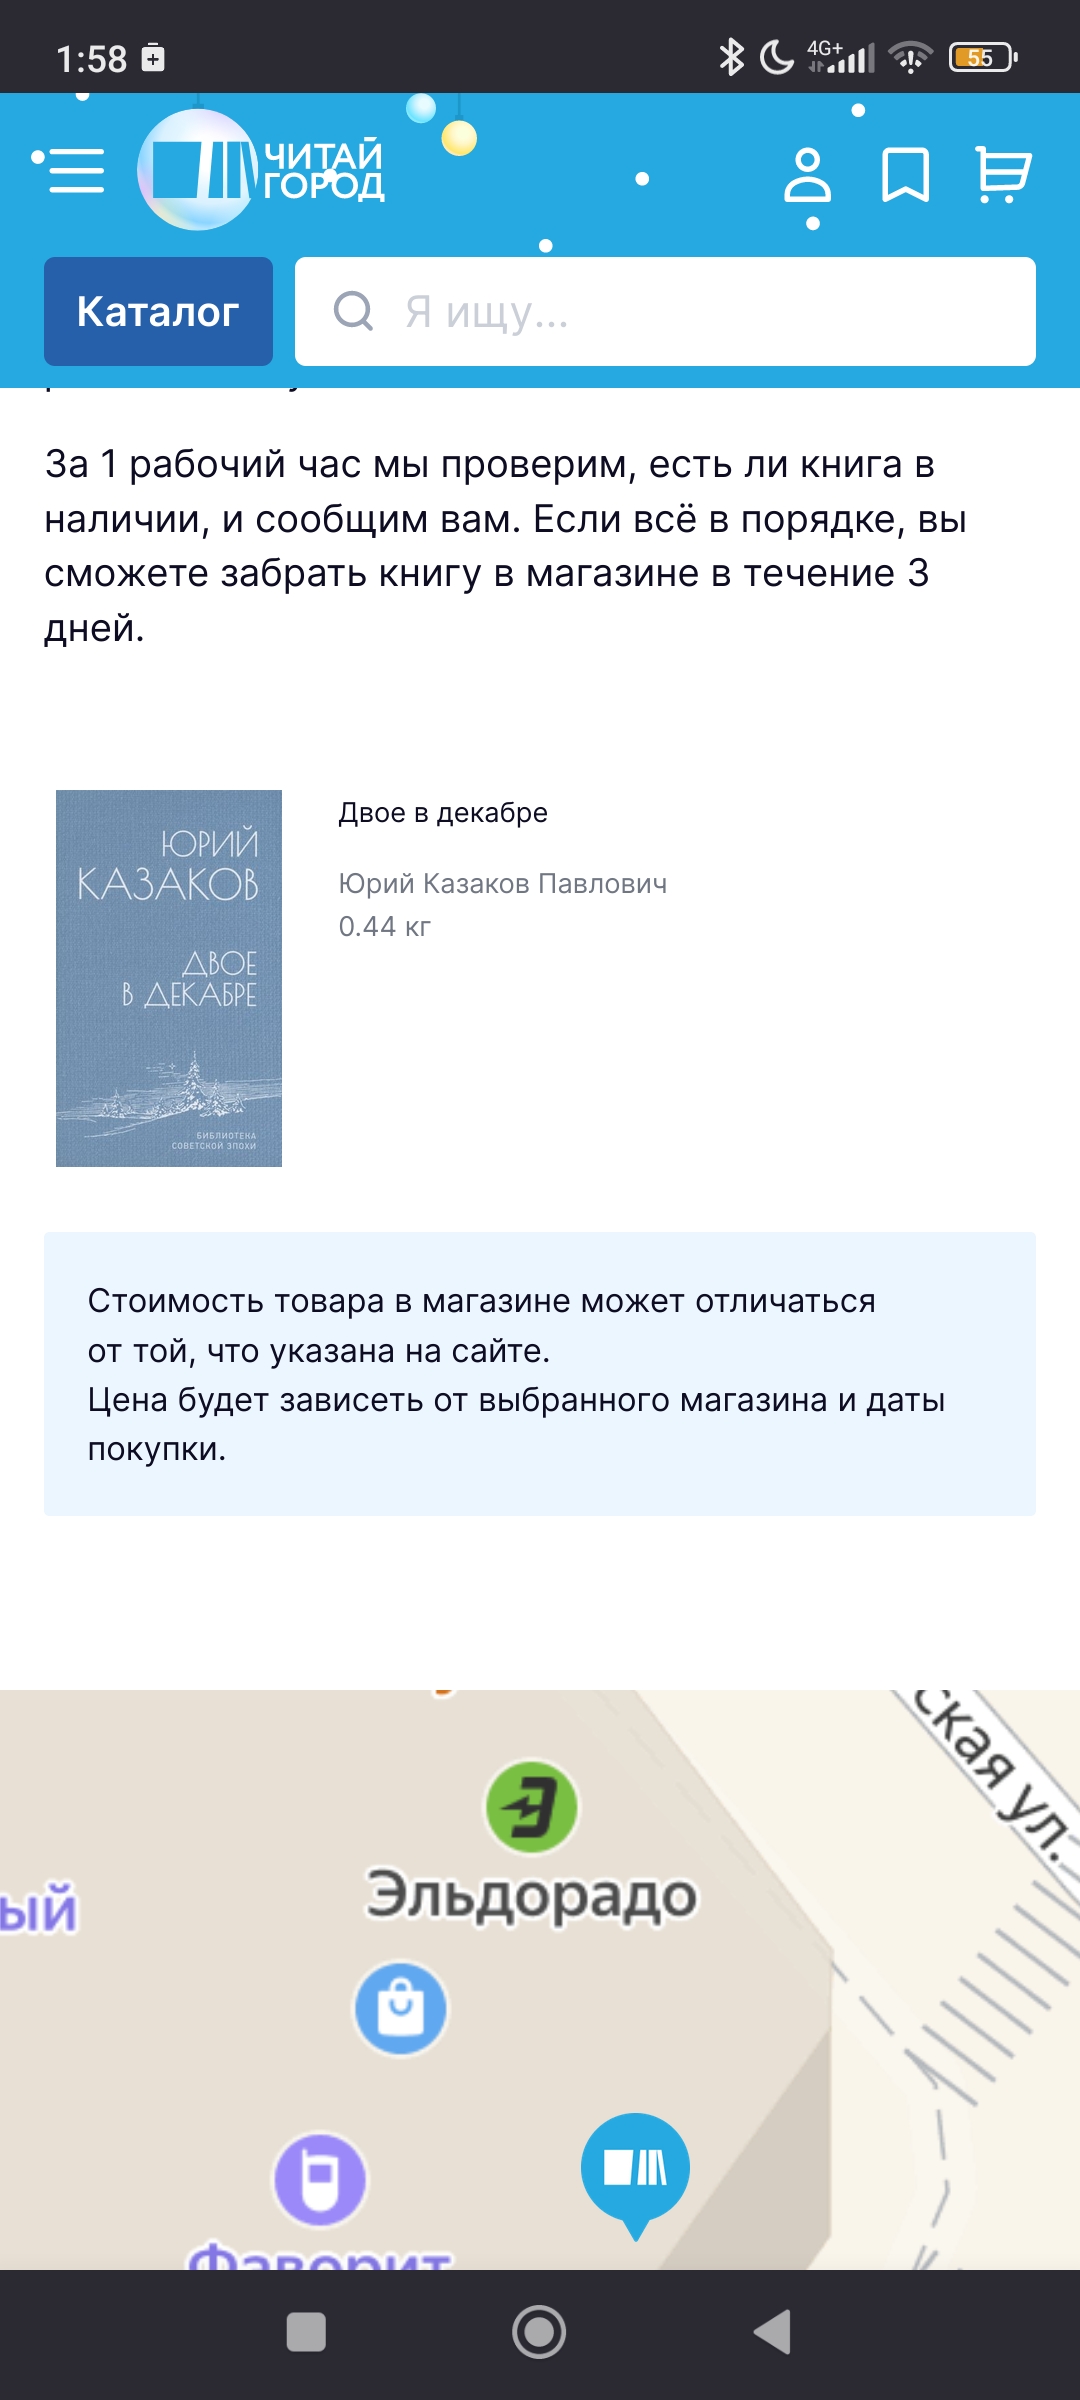 1:58
4G+
55
ЧИТАЙ
ГОРОД
Каталог
Я ищу...
За 1 рабочий час мы проверим, есть ли книга в
наличии, и сообщим вам. Если всё в порядке, вы
сможете забрать книгу в магазине в течение 3
дней.
ЮРИЙ
КАЗАКОВ
ДВОЕ
В ДЕКАБРЕ
БИБЛИОТЕКА
СОВЕТСКОЙ ЭПОХИ
Двое в декабре
Юрий Казаков Павлович
0.44 кг
Стоимость товара в магазине может отличаться
от той, что указана на сайте.
Цена будет зависеть от выбранного магазина и даты
покупки.
ская ул.
Эльдорадо
ый
Фаворит